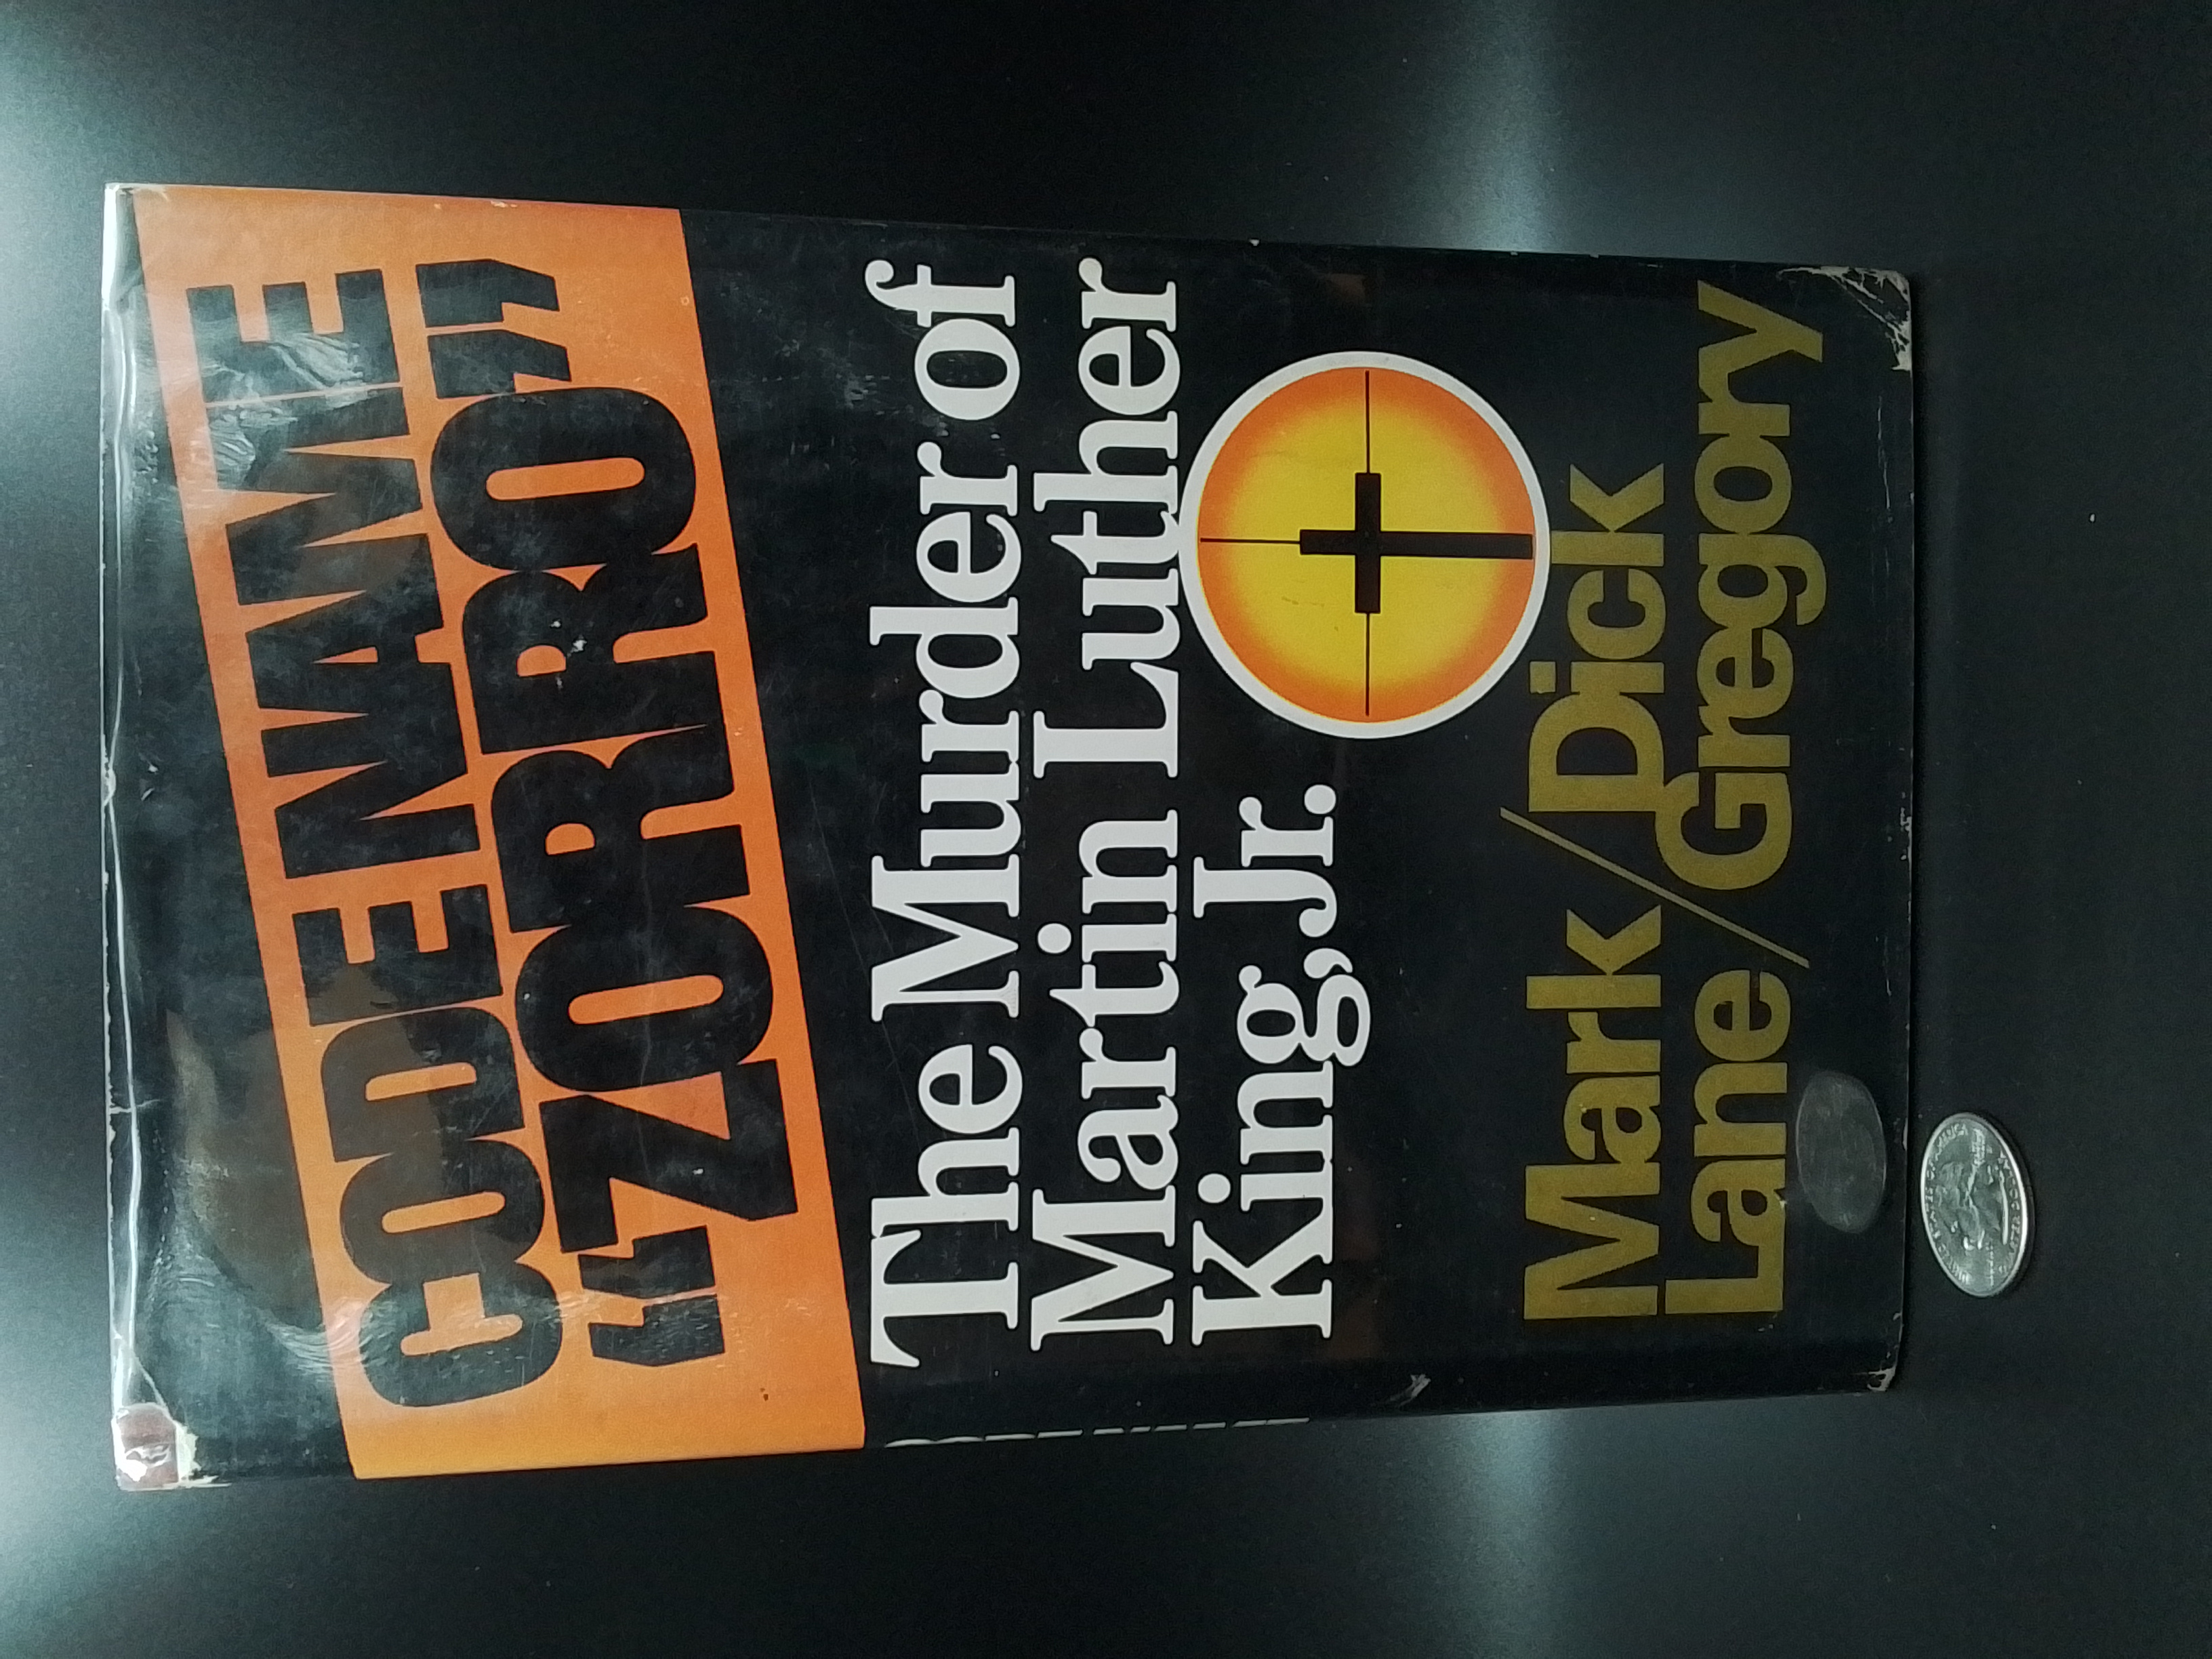 CODE NAME
“ZORRO”
The Murder of
Martin Luther
King, Jr.
Mark/Dick
Lane/Gregory